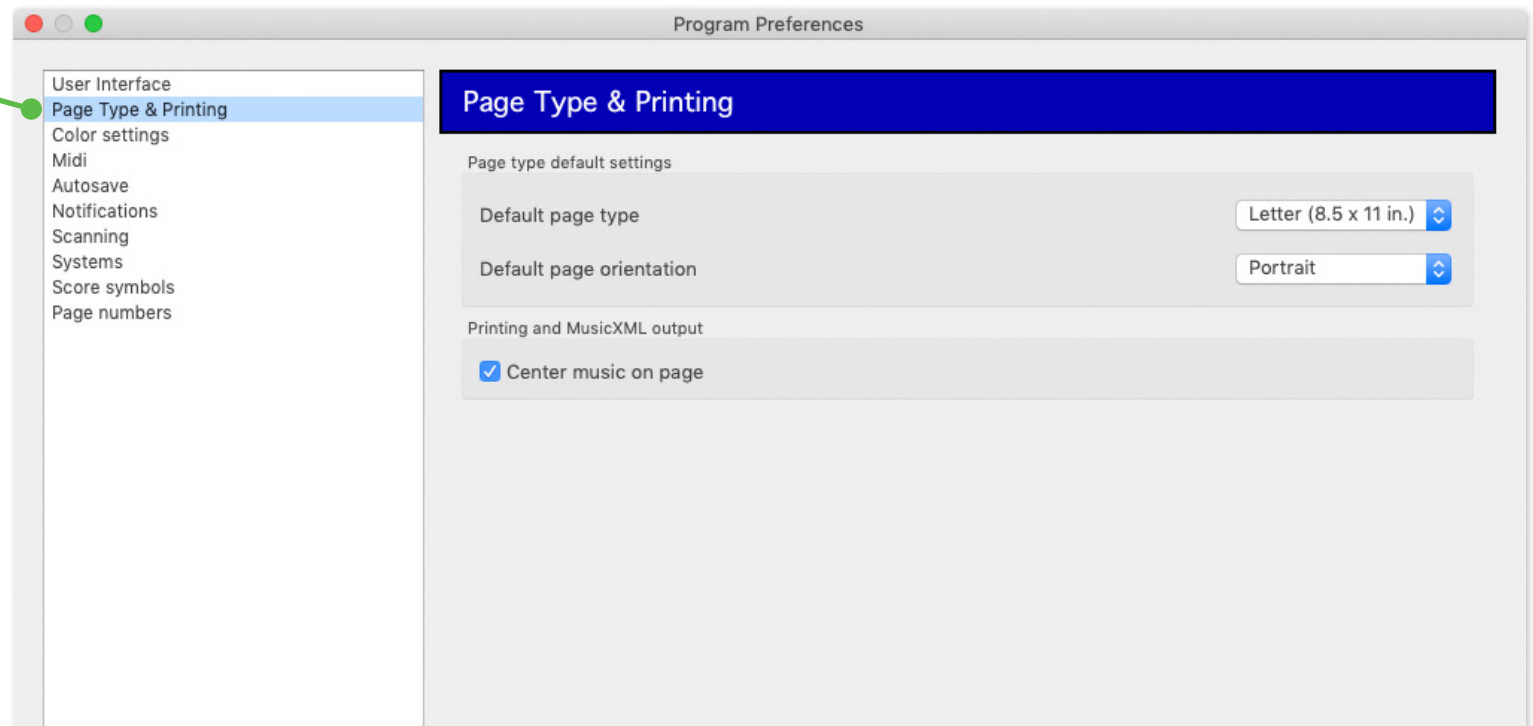 Program Preferences
User Interface
Page Type & Printing
Color settings
Midi
Autosave
Notifications
Scanning
Systems
Score symbols
Page numbers
Page Type & Printing
Page type default settings
Default page type Letter (8.5 x 11 in.)
Default page orientation Portrait
Printing and MusicXML output
Center music on page